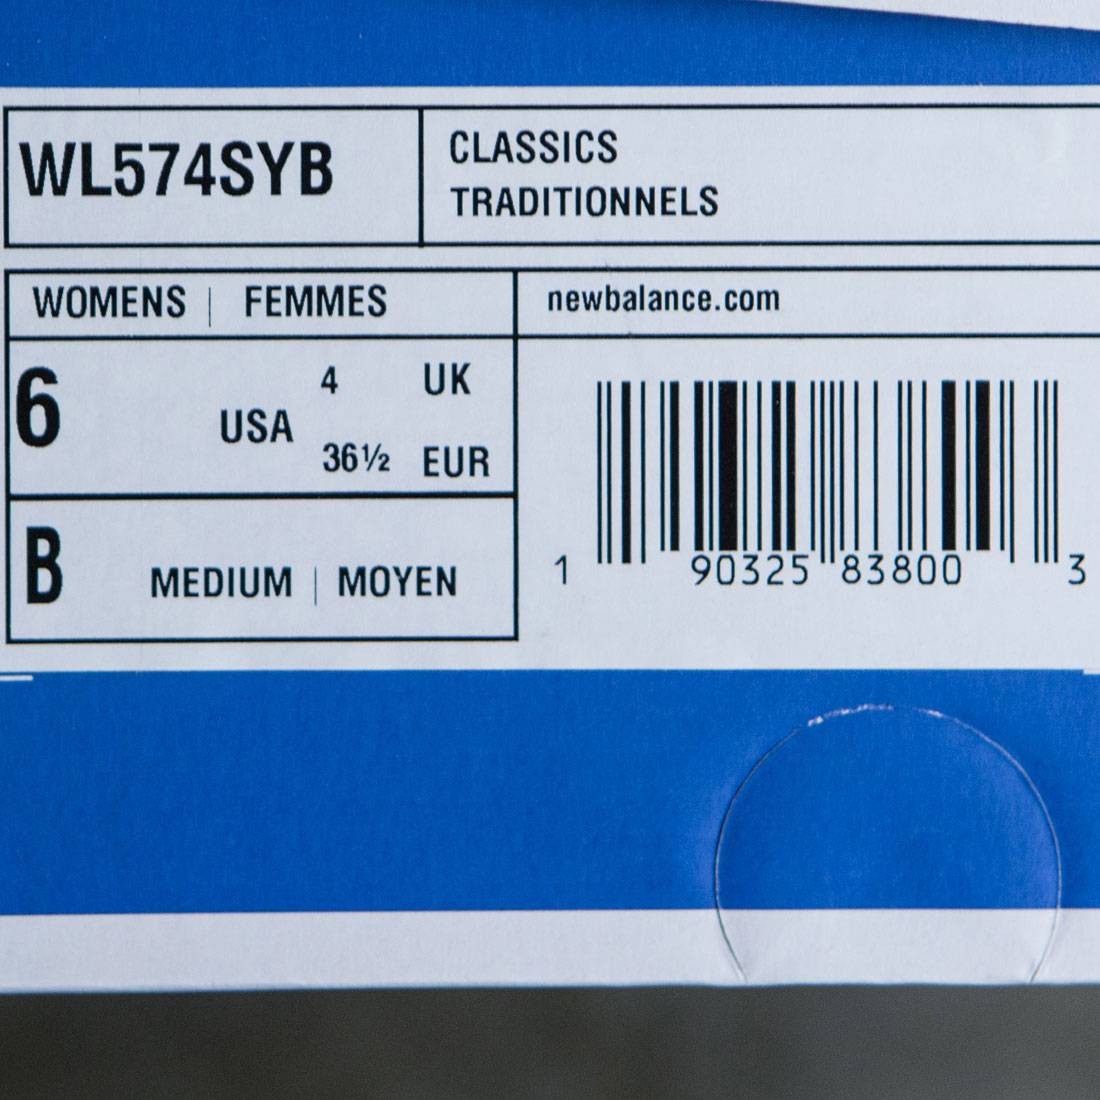 WL574SYB
CLASSICS
TRADITIONNELS
WOMENS | FEMMES
newbalance.com
6 USA
4 UK
36½ EUR
B MEDIUM | MOYEN
1 90325 83800 3